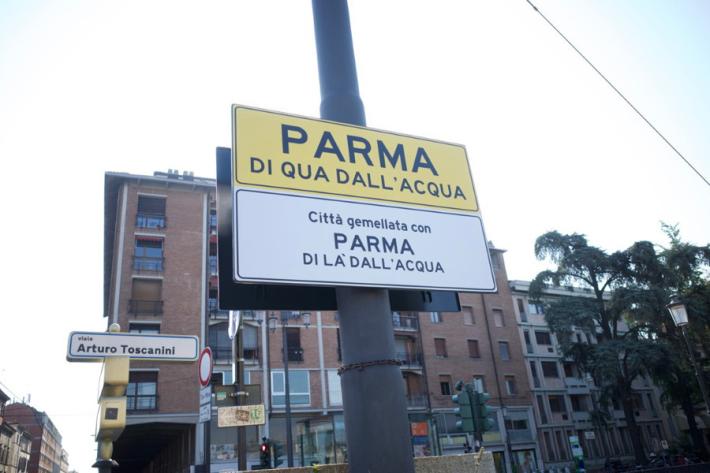 PARMA
DI QUA DALL'ACQUA
Città gemellata con
PARMA
DI LÀ DALL'ACQUA
viale
Arturo Toscanini